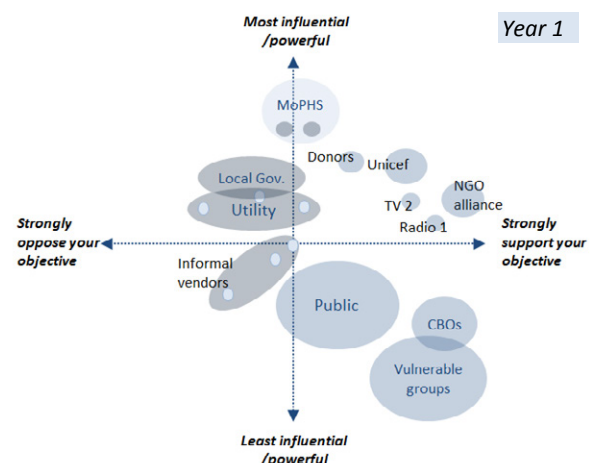 Most influential
/powerful
Year 1
MoPHS
Donors
Unicef
Local Gov.
NGO
alliance
Utility
TV 2
Radio 1
Strongly
oppose your
objective
Strongly
support your
objective
Informal
vendors
Public
CBOs
Vulnerable
groups
Least influential
/powerful